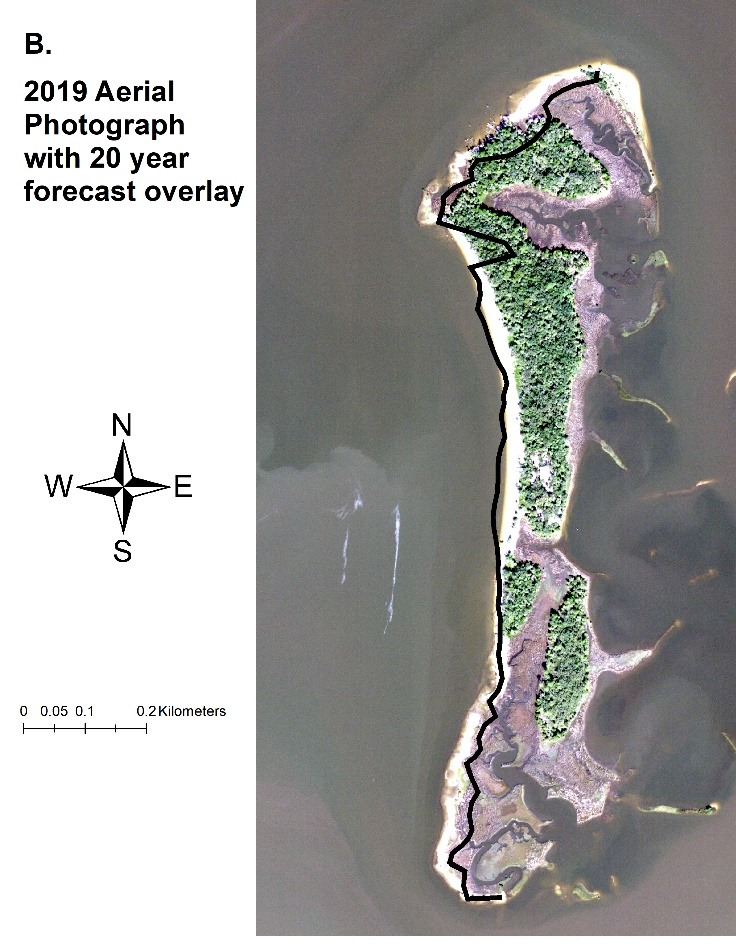 B.
2019 Aerial
Photograph
with 20 year
forecast overlay
N
W E
S
0 0.05 0.1 0.2 Kilometers